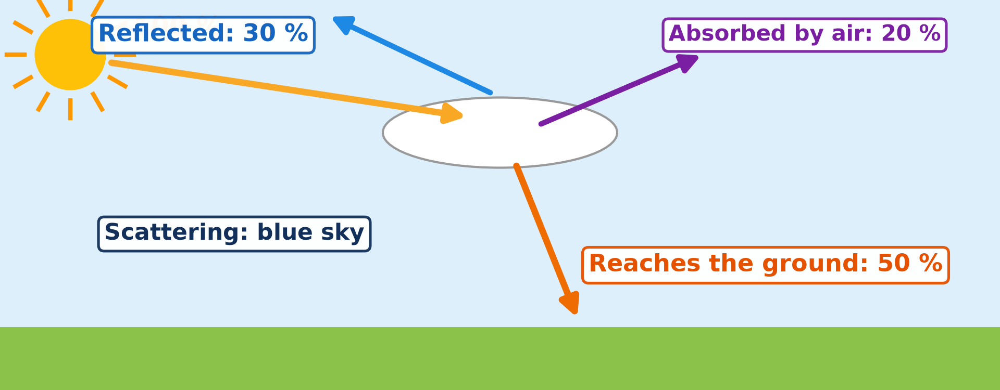 Reflected: 30 %
Absorbed by air: 20 %
Scattering: blue sky
Reaches the ground: 50 %